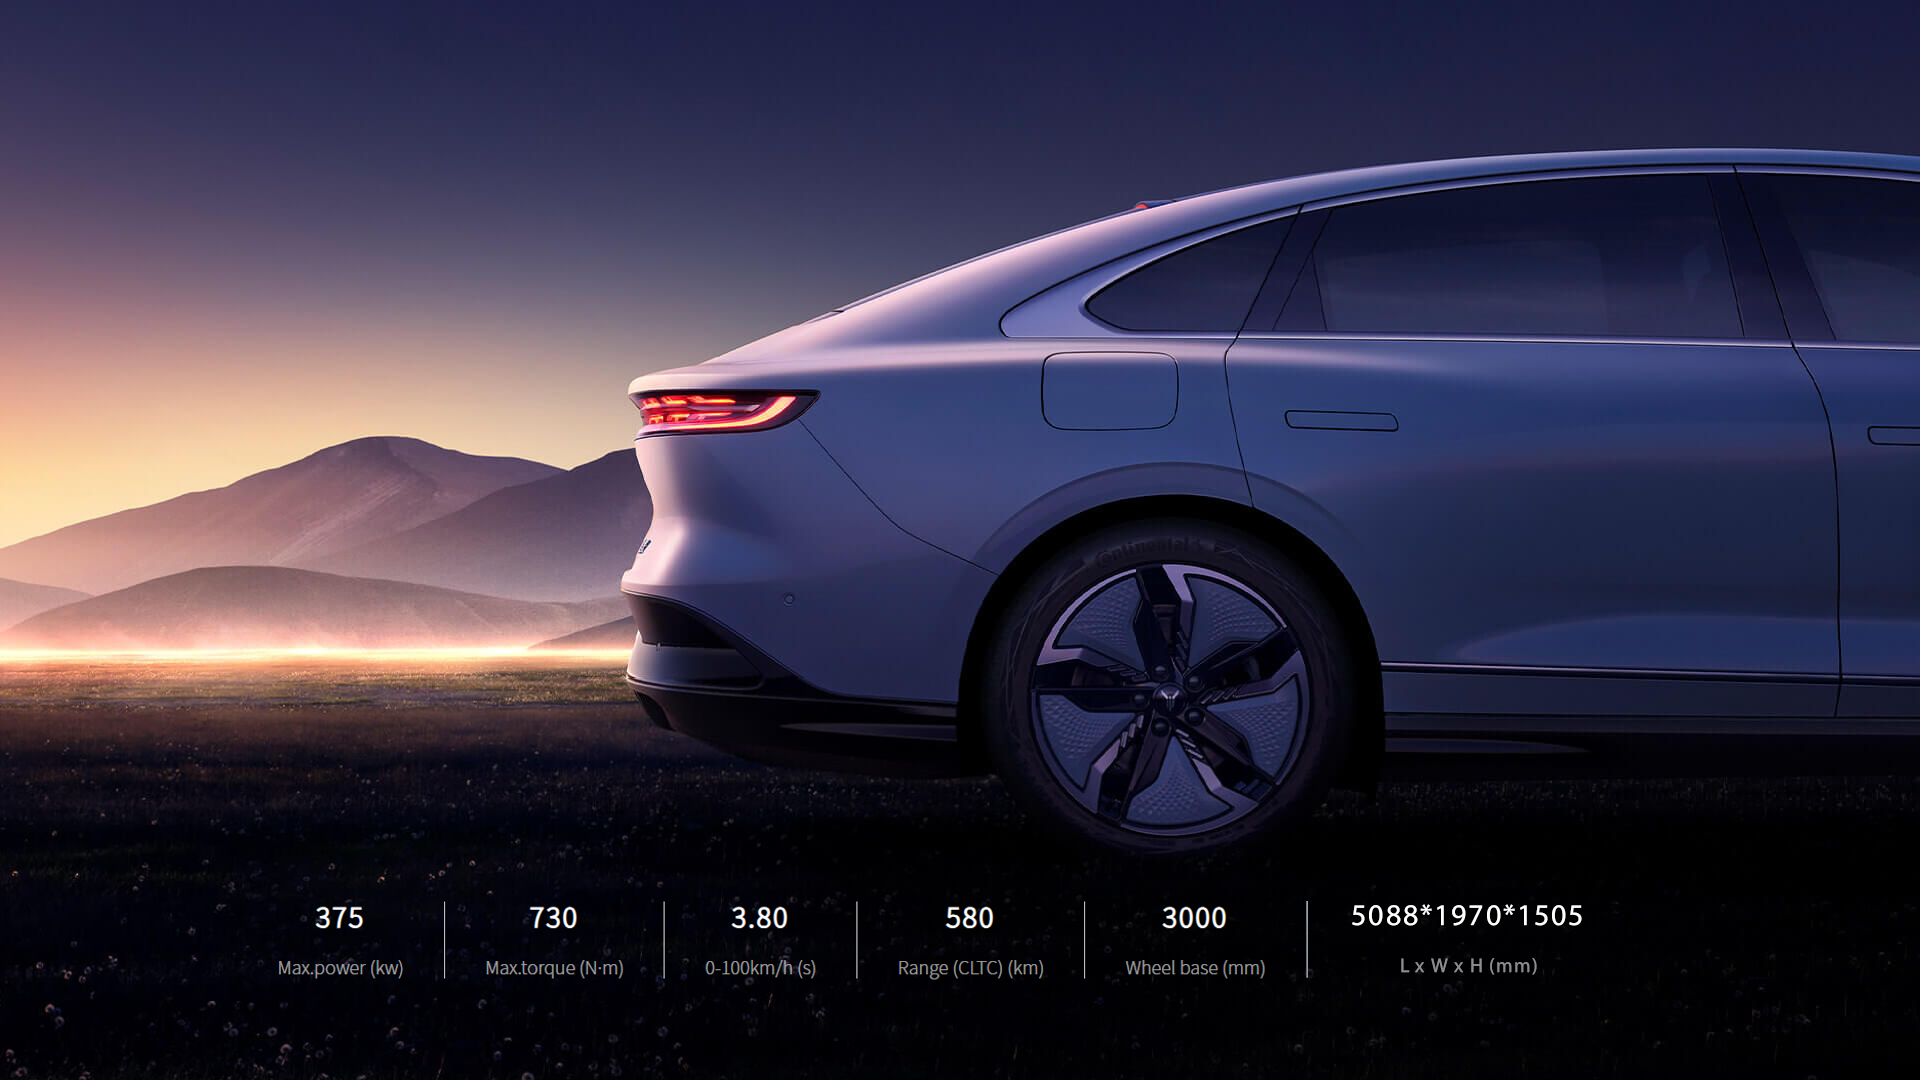 Continental
375
730
3.80
580
3000
5088*1970*1505
Max.power (kw)
Max.torque (N·m)
0-100km/h (s)
Range (CLTC) (km)
Wheel base (mm)
L x W x H (mm)